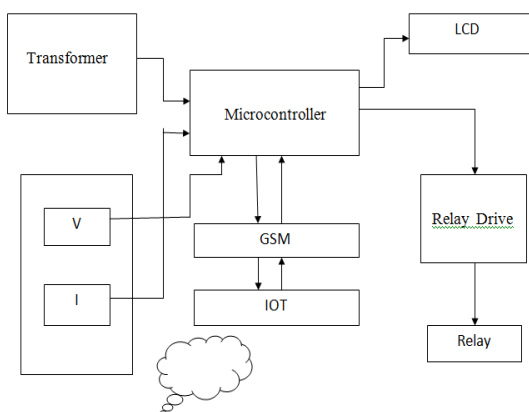 LCD
Transformer
Microcontroller
V
Relay Drive
GSM
I
IOT
Relay